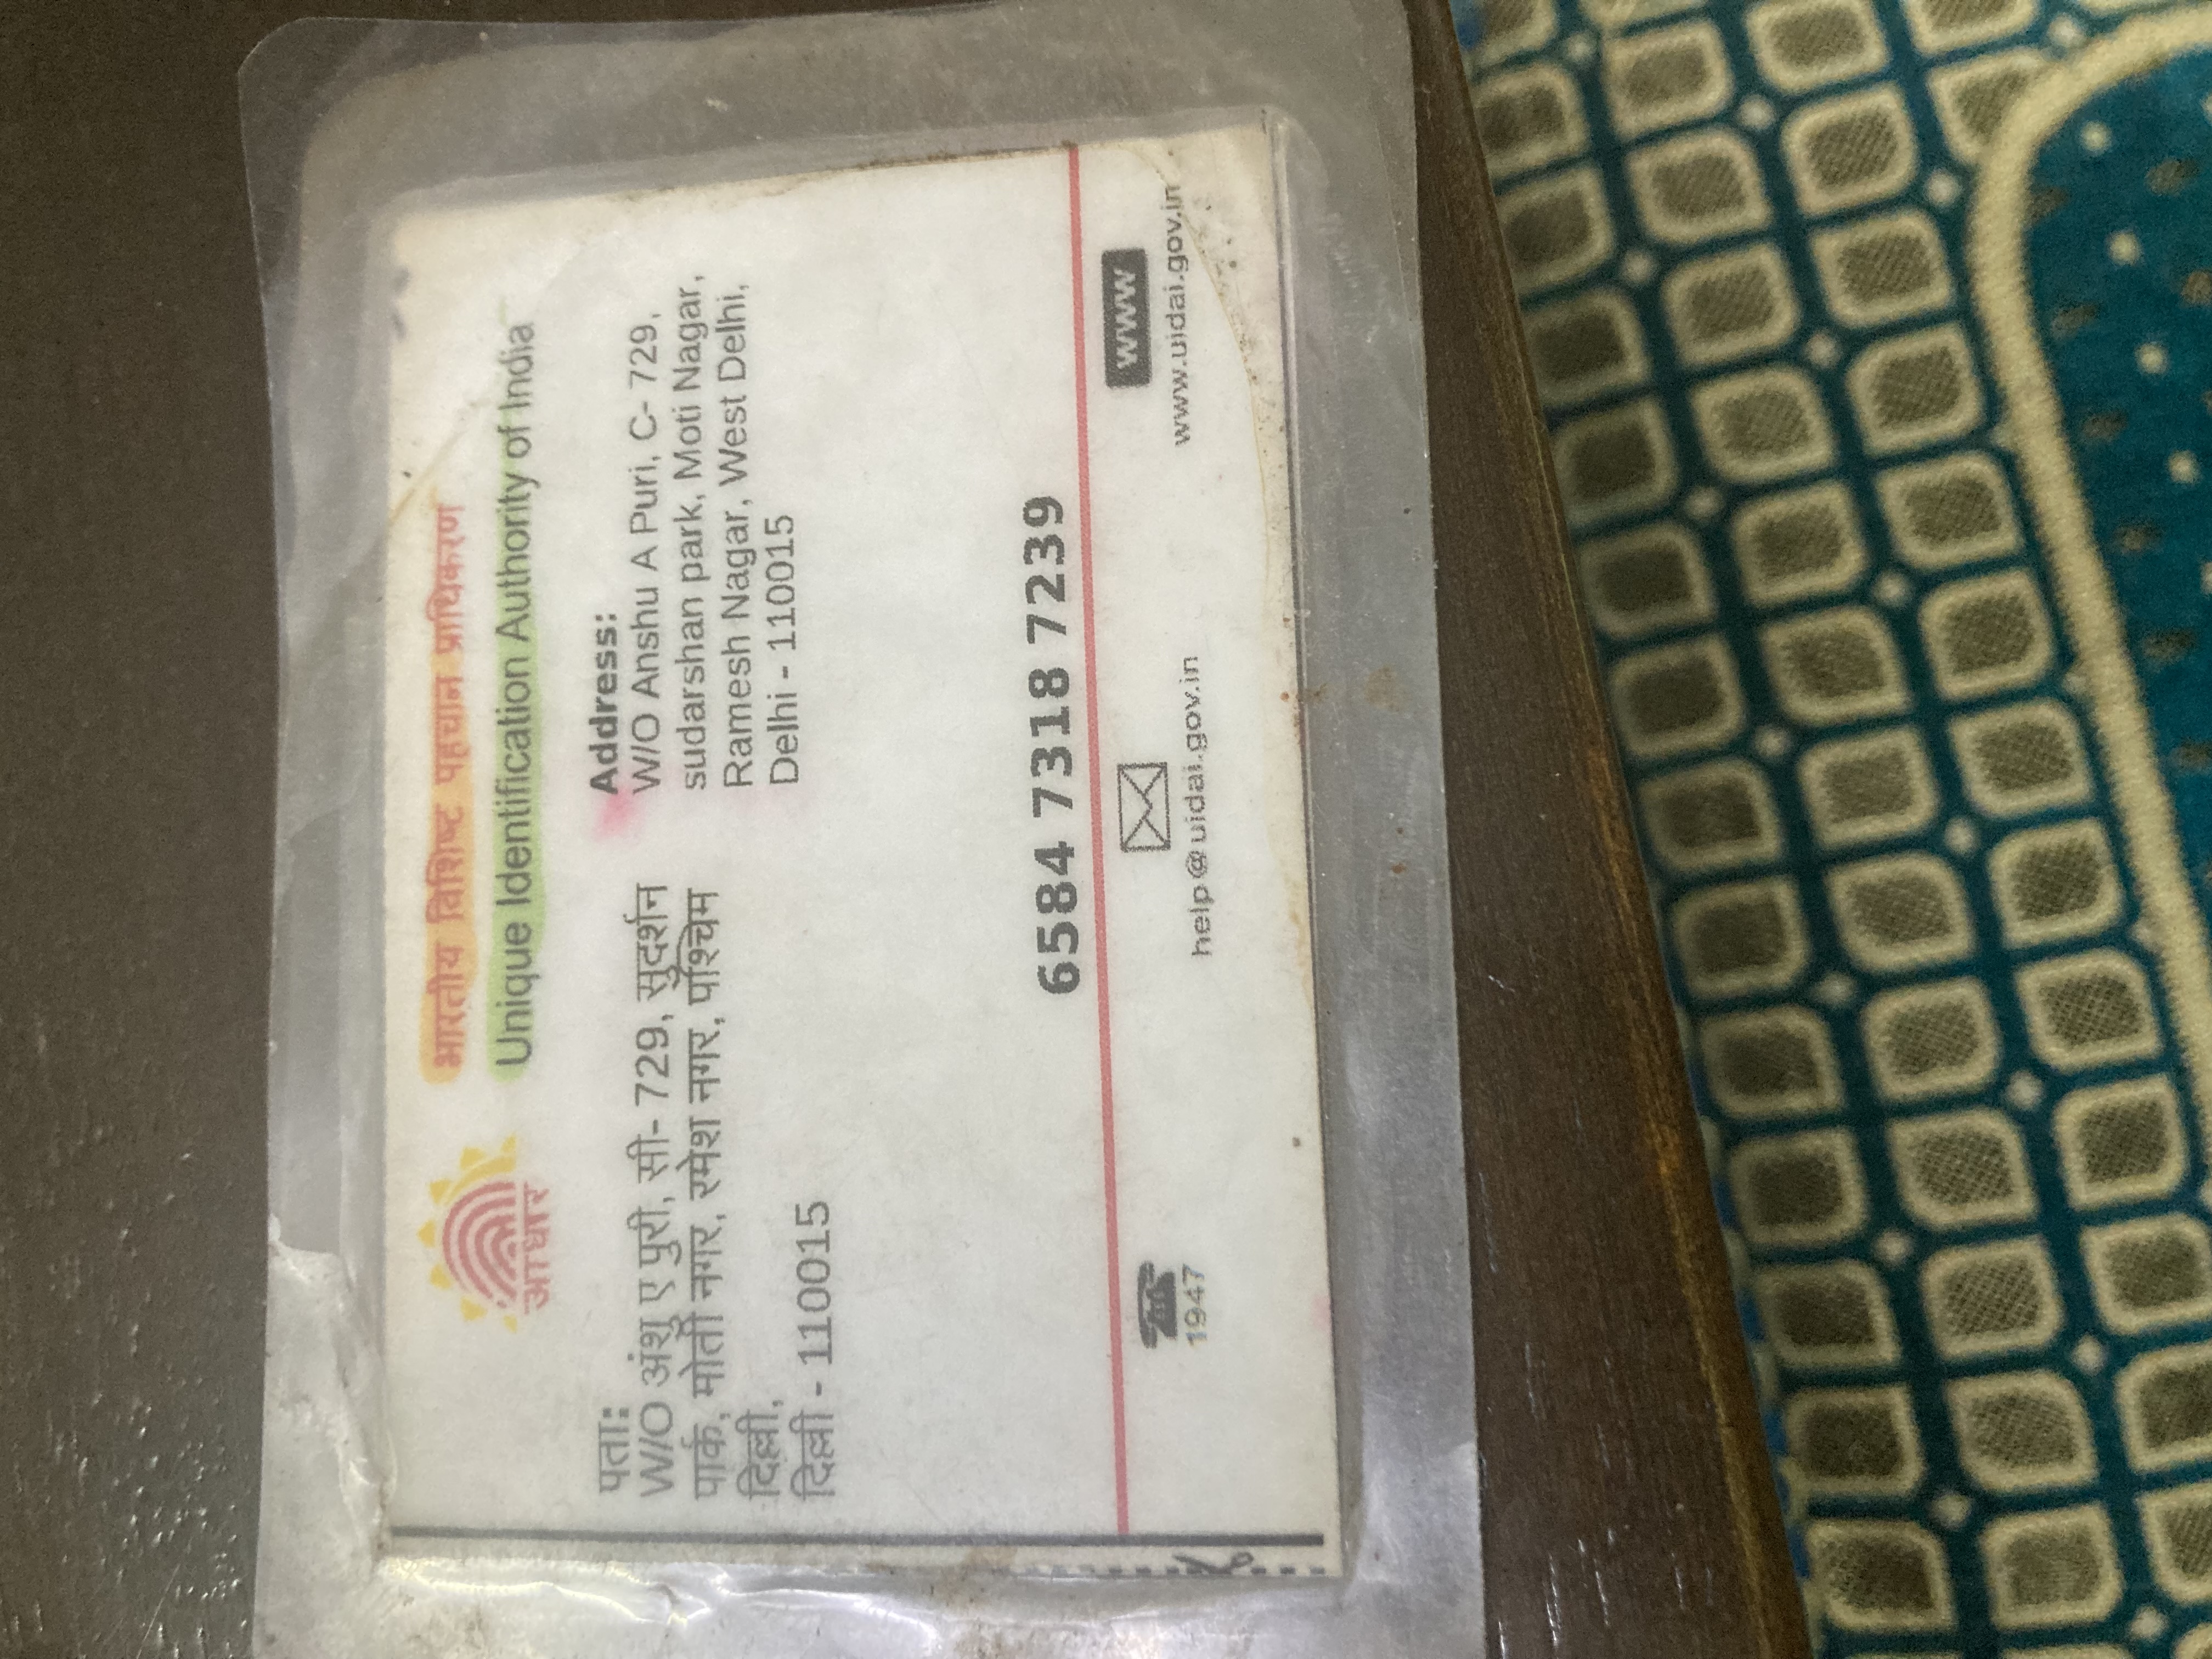 भारतीय विशिष्ट पहचान प्राधिकरण
Unique Identification Authority of India
आधार
पता:
W/O अंशु ए पुरी, सी- 729, सुदर्शन
पार्क, मोती नगर, रमेश नगर, पश्चिम
दिल्ली,
दिल्ली - 110015
Address:
W/O Anshu A Puri, C- 729,
sudarshan park, Moti Nagar,
Ramesh Nagar, West Delhi,
Delhi - 110015
6584 7318 7239
1947
help@uidai.gov.in
www
www.uidai.gov.in